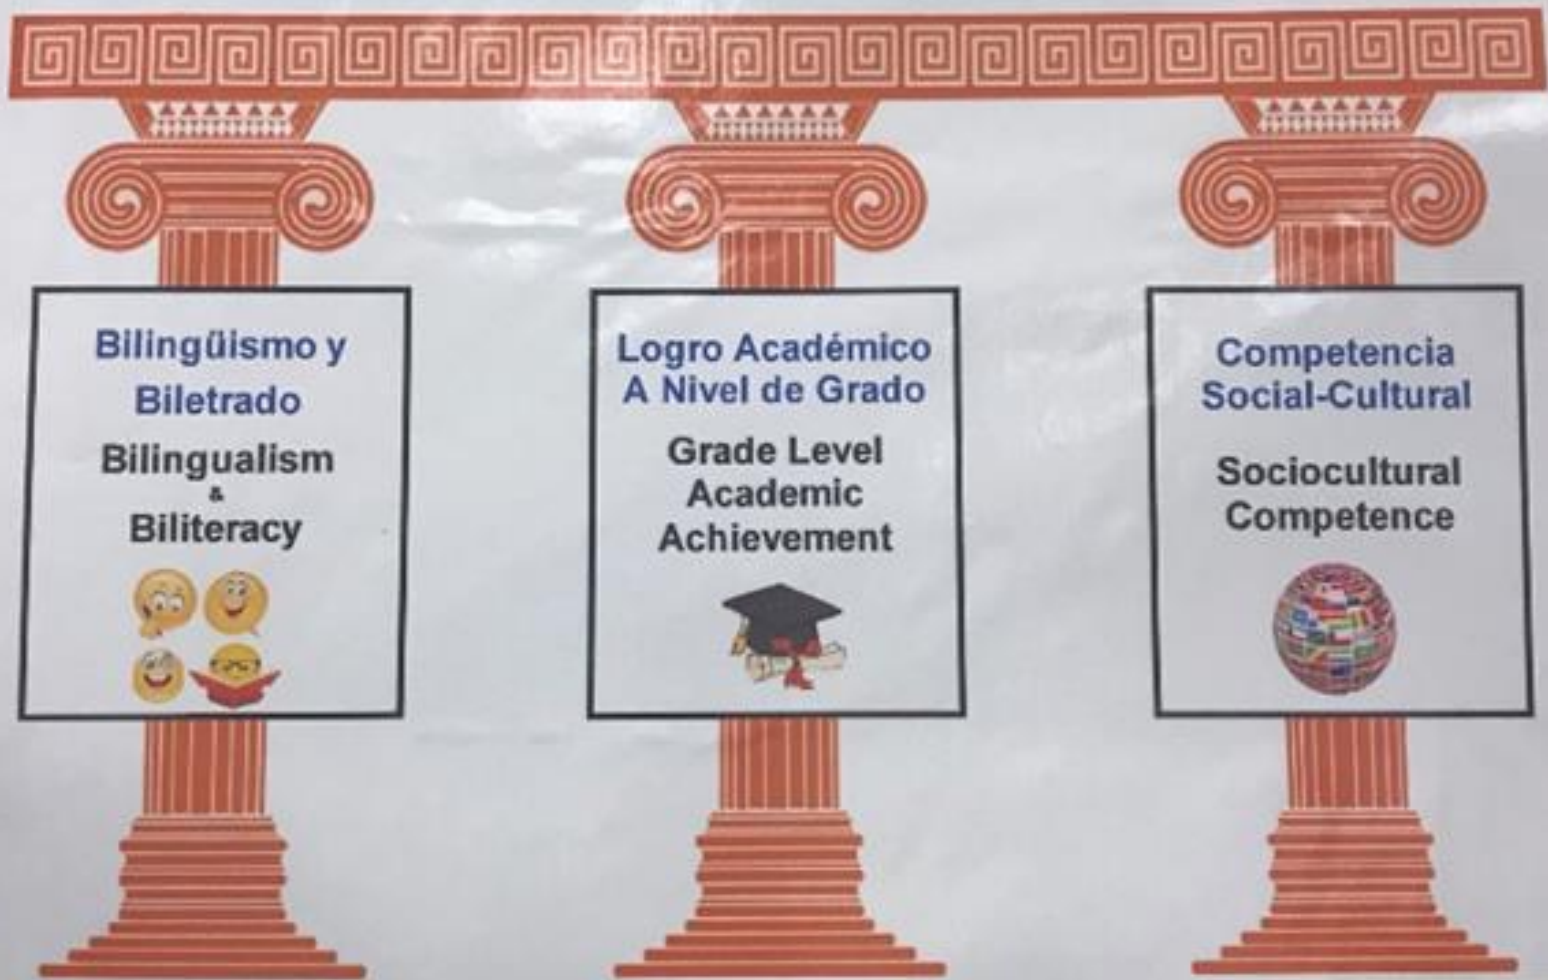 Bilingüismo y
Biletrado
Bilingualism
&
Biliteracy
Logro Académico
A Nivel de Grado
Grade Level
Academic
Achievement
Competencia
Social-Cultural
Sociocultural
Competence